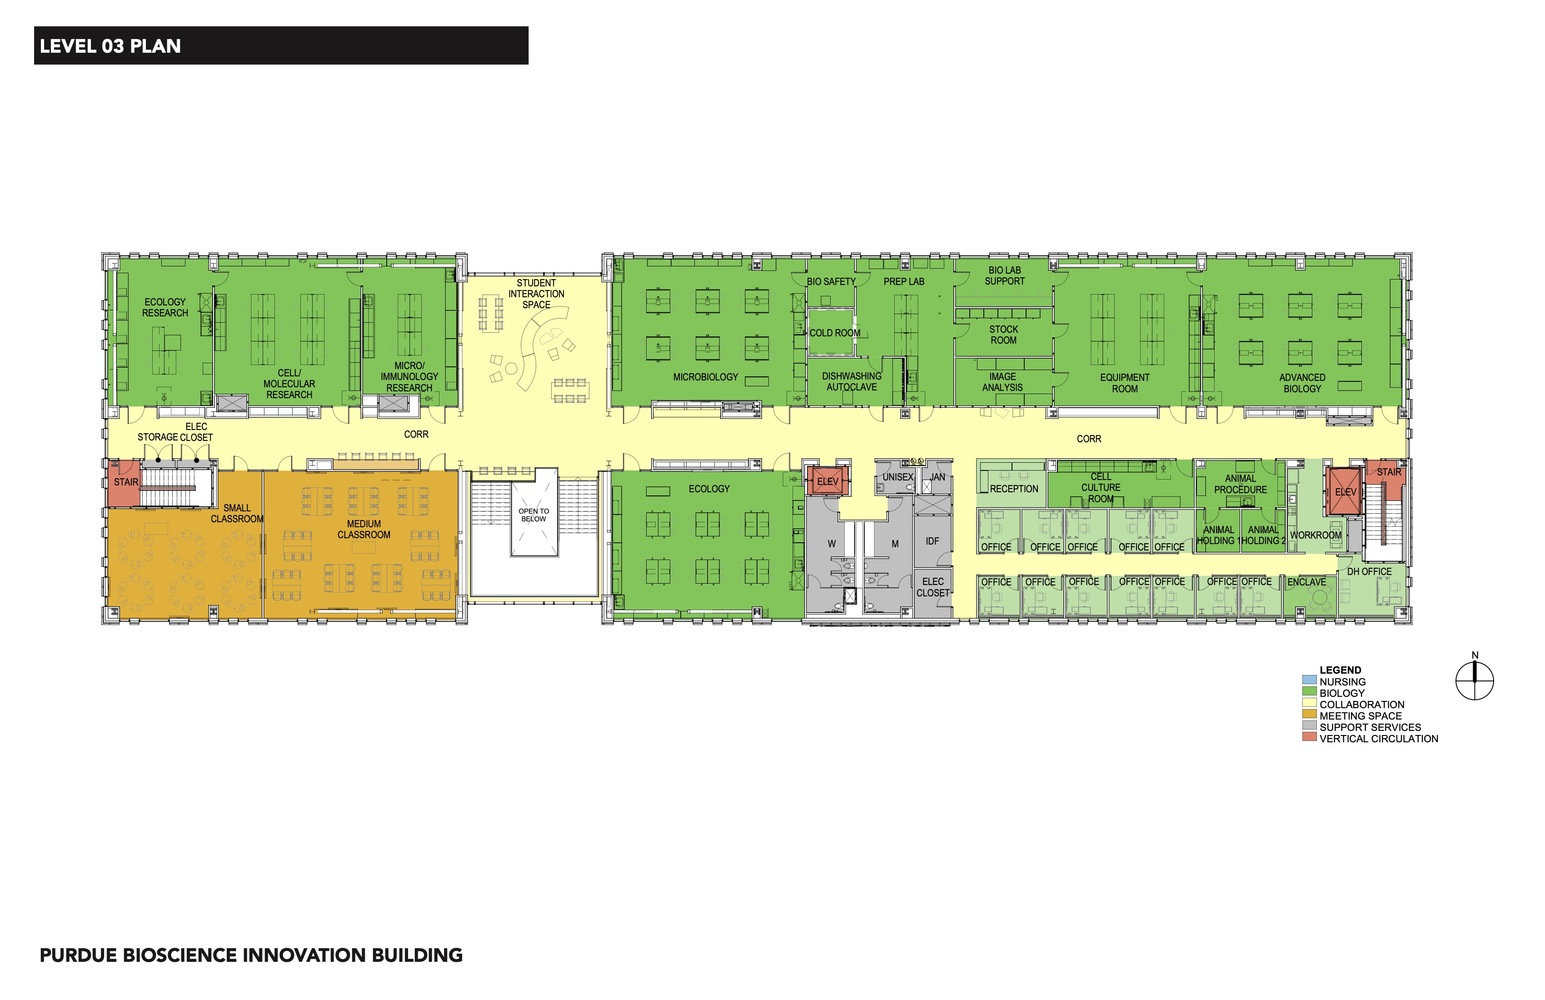 LEVEL 03 PLAN
ECOLOGY
RESEARCH
CELL/
MOLECULAR
RESEARCH
MICRO/
IMMUNOLOGY
RESEARCH
STUDENT
INTERACTION
SPACE
MICROBIOLOGY
BIO SAFETY
COLD ROOM
DISHWASHING
AUTOCLAVE
PREP LAB
BIO LAB
SUPPORT
STOCK
ROOM
IMAGE
ANALYSIS
EQUIPMENT
ROOM
ADVANCED
BIOLOGY
STORAGE
ELEC
CLOSET
CORR
CORR
STAIR
SMALL
CLASSROOM
MEDIUM
CLASSROOM
OPEN TO
BELOW
ECOLOGY
ELEV
UNISEX
JAN
W
M
IDF
ELEC
CLOSET
RECEPTION
CELL
CULTURE
ROOM
ANIMAL
PROCEDURE
ELEV
STAIR
OFFICE
OFFICE
OFFICE
OFFICE
OFFICE
ANIMAL
HOLDING 1
ANIMAL
HOLDING 2
WORKROOM
DH OFFICE
OFFICE
OFFICE
OFFICE
OFFICE
OFFICE
OFFICE
OFFICE
ENCLAVE
N
LEGEND
NURSING
BIOLOGY
COLLABORATION
MEETING SPACE
SUPPORT SERVICES
VERTICAL CIRCULATION
PURDUE BIOSCIENCE INNOVATION BUILDING